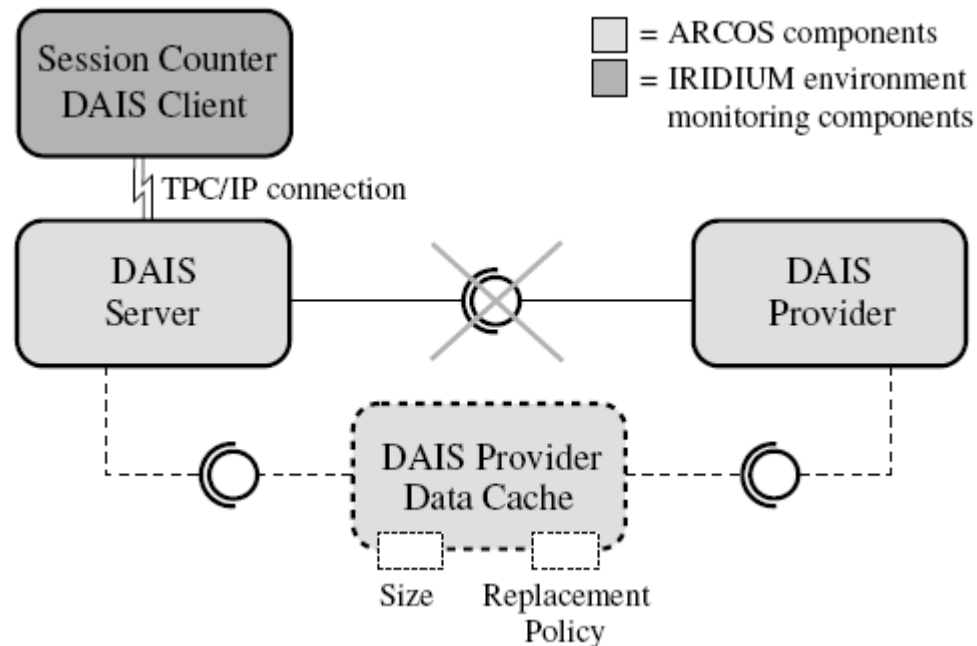 Session Counter
DAIS Client
= ARCOS components
= IRIDIUM environment
monitoring components
TPC/IP connection
DAIS
Server
DAIS
Provider
DAIS Provider
Data Cache
Size
Replacement
Policy